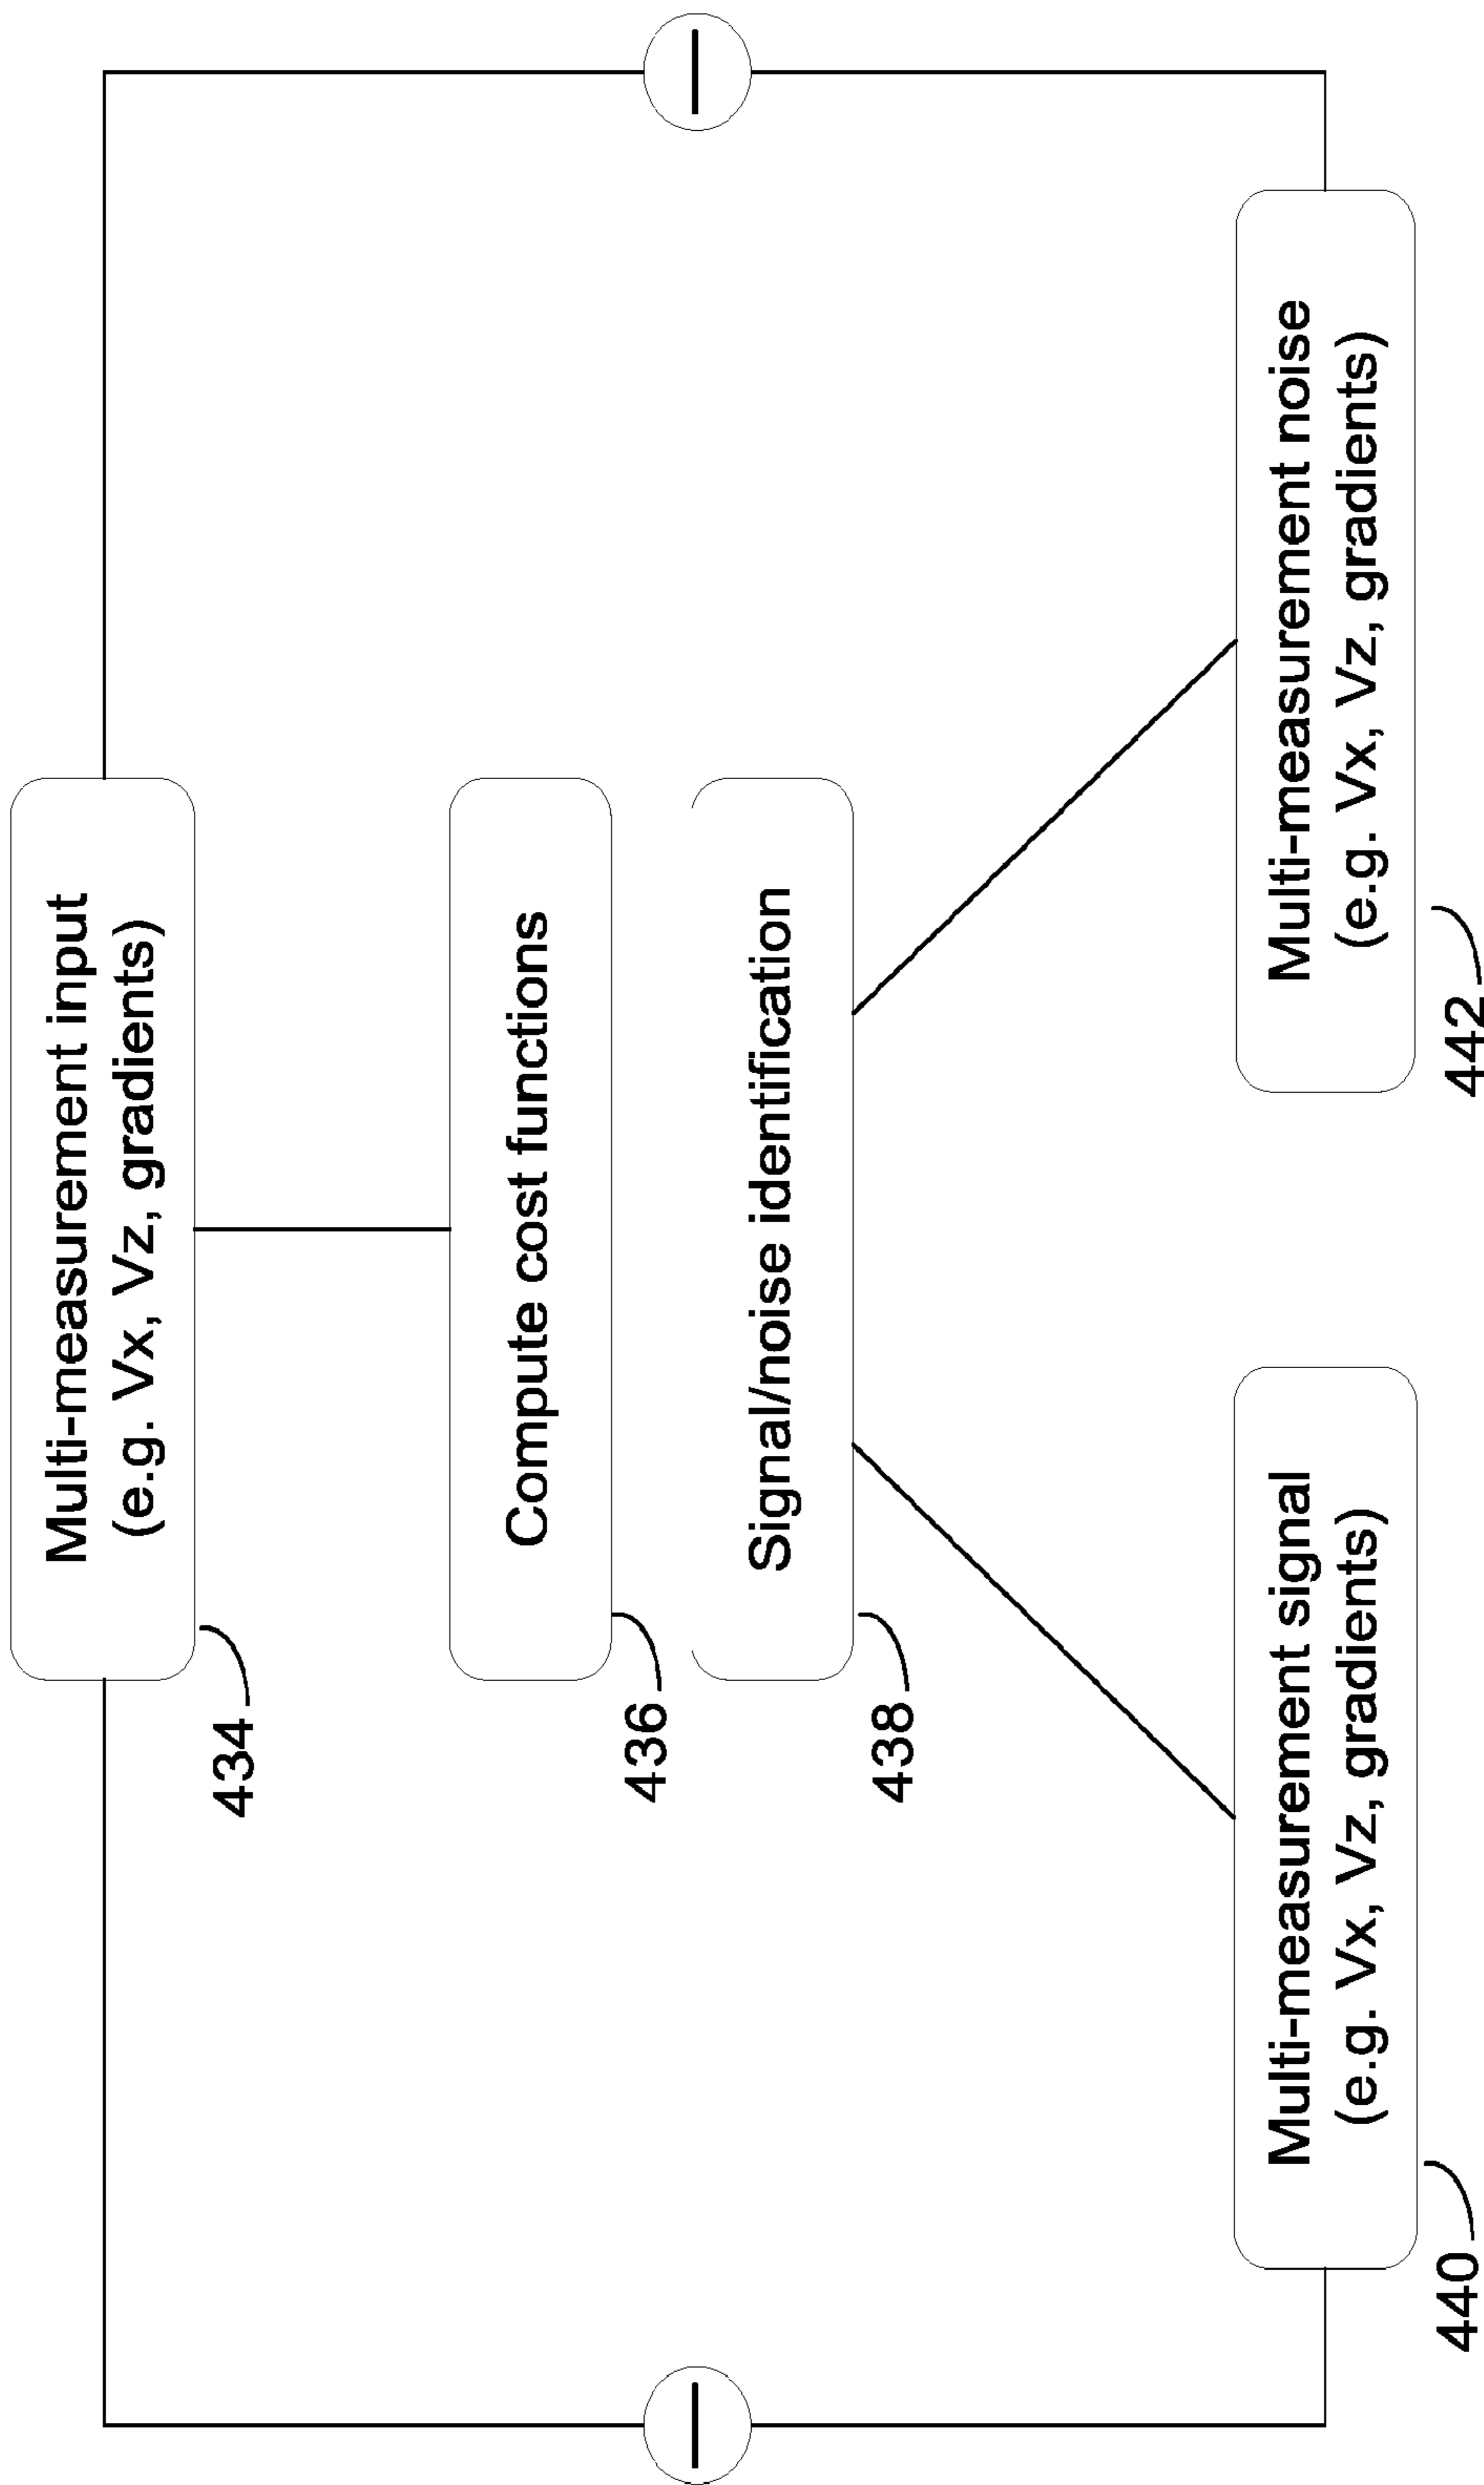 Multi-measurement input
(e.g. Vx, Vz, gradients)
434
Compute cost functions
436
Signal/noise identification
438
Multi-measurement signal
(e.g. Vx, Vz, gradients)
440
Multi-measurement noise
(e.g. Vx, Vz, gradients)
442